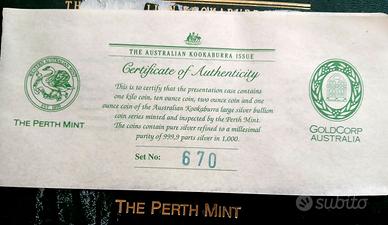 THE AUSTRALIAN KOOKABURRA ISSUE
Certificate of Authenticity
This is to certify that the presentation case contains
one kilo coin, ten ounce coin, two ounce coin and one
ounce coin of the Australian Kookaburra large silver bullion
coin series minted and inspected by the Perth Mint.
The coins contain pure silver refined to a millesimal
purity of 999.9 parts silver in 1,000.
Set No: 670
THE PERTH MINT
GOLDCORP
AUSTRALIA
THE PERTH MINT
subito